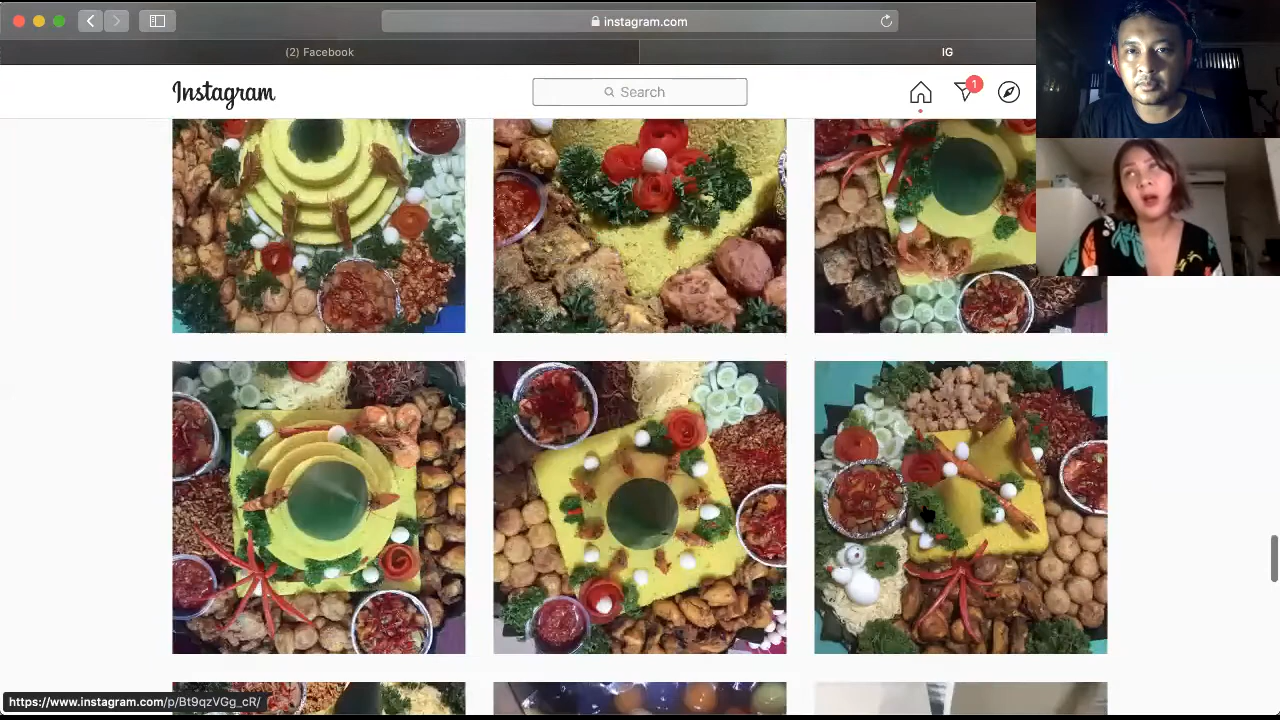 instagram.com
(2) Facebook
IG
Instagram
Search
1
https://www.instagram.com/p/Bt9qzVGg_cR/